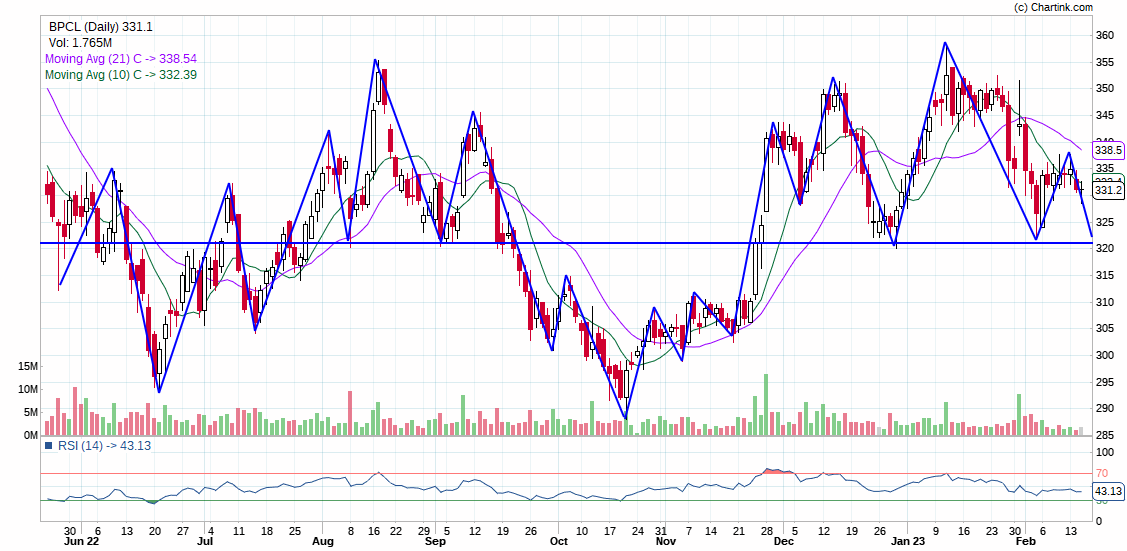 (c) Chartink.com
BPCL (Daily) 331.1
Vol: 1.765M
Moving Avg (21) C -> 338.54
Moving Avg (10) C -> 332.39
360
355
350
345
340
338.5
335
331.2
325
320
315
310
305
300
295
290
285
15M
10M
5M
0M
RSI (14) -> 43.13
100
70
43.13
0
30 6 13 20 27 4 11 18 25 1 8 16 22 29 5 12 19 26 3 10 17 24 31 7 14 21 28 5 12 19 26 2 9 16 23 30 6 13
Jun 22 Jul Aug Sep Oct Nov Dec Jan 23 Feb